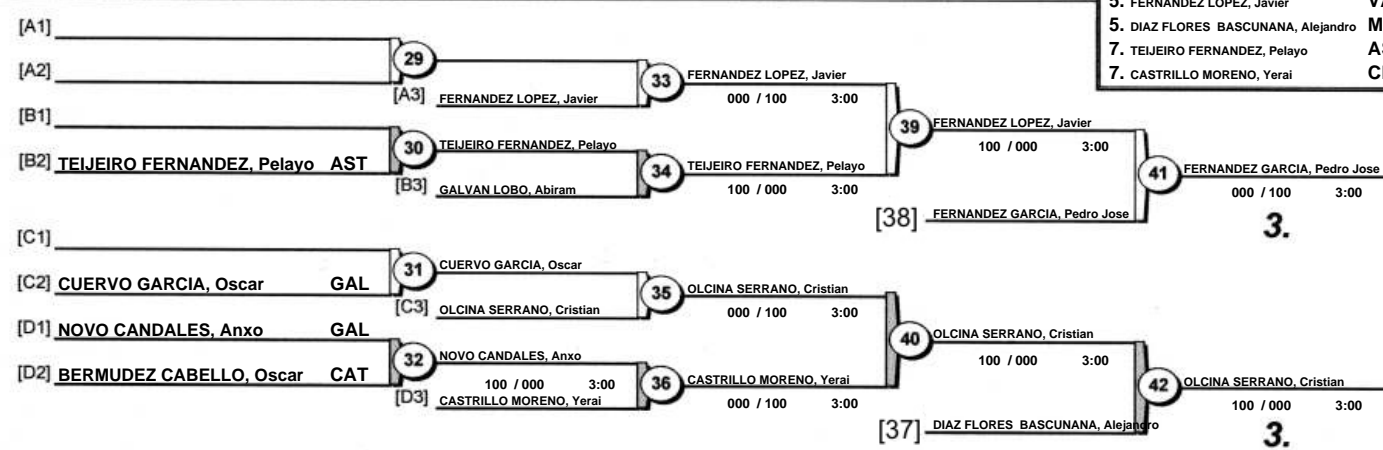 5. FERNANDEZ LOPEZ, Javier
5. DIAZ FLORES BASCUNANA, Alejandro M
7. TEIJEIRO FERNANDEZ, Pelayo
7. CASTRILLO MORENO, Yerai
[A1]
29
[A2]
33 FERNANDEZ LOPEZ, Javier
[A3] FERNANDEZ LOPEZ, Javier
000 / 100 3:00
[B1]
39 FERNANDEZ LOPEZ, Javier
100 / 000 3:00
30 TEIJEIRO FERNANDEZ, Pelayo
[B2] TEIJEIRO FERNANDEZ, Pelayo AST
34 TEIJEIRO FERNANDEZ, Pelayo
100 / 000 3:00
[B3] GALVAN LOBO, Abiram
41 FERNANDEZ GARCIA, Pedro Jose
000 / 100 3:00
[38] FERNANDEZ GARCIA, Pedro Jose
3.
[C1]
31 CUERVO GARCIA, Oscar
[C2] CUERVO GARCIA, Oscar GAL
35 OLCINA SERRANO, Cristian
[C3] OLCINA SERRANO, Cristian
000 / 100 3:00
[D1] NOVO CANDALES, Anxo GAL
40 OLCINA SERRANO, Cristian
100 / 000 3:00
32 NOVO CANDALES, Anxo
100 / 000 3:00
[D2] BERMUDEZ CABELLO, Oscar CAT
36 CASTRILLO MORENO, Yerai
000 / 100 3:00
[D3] CASTRILLO MORENO, Yerai
42 OLCINA SERRANO, Cristian
100 / 000 3:00
[37] DIAZ FLORES BASCUNANA, Alejandro
3.